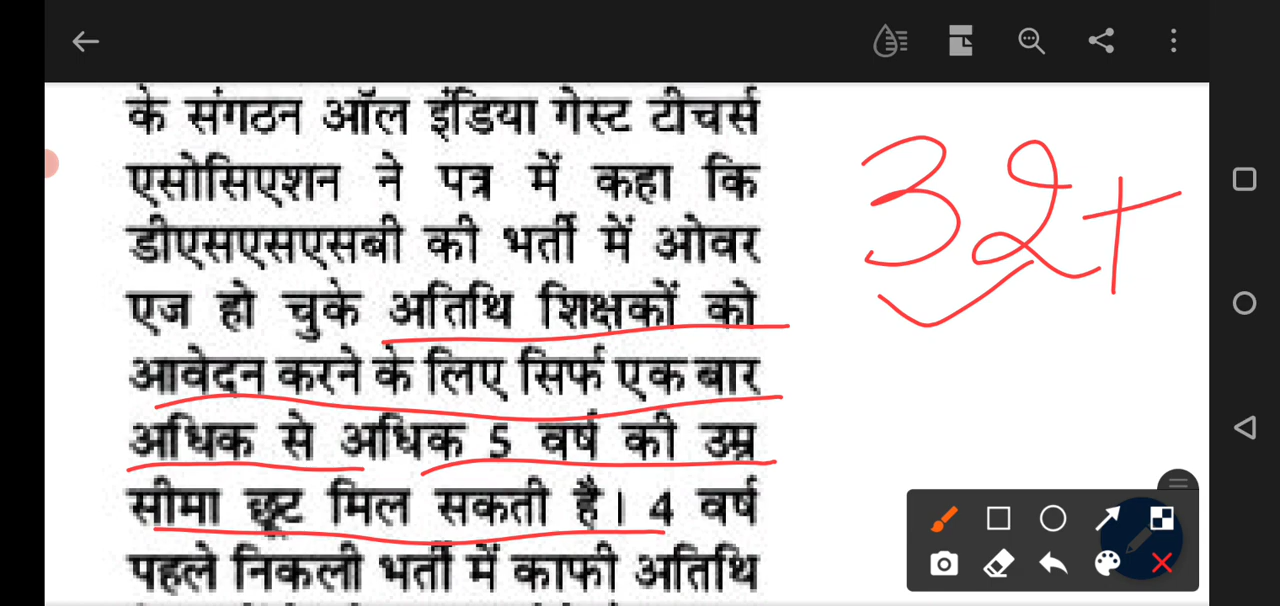 के संगठन ऑल इंडिया गेस्ट टीचर्स
एसोसिएशन ने पत्र में कहा कि
डीएसएसएसबी की भर्ती में ओवर
एज हो चुके अतिथि शिक्षकों को
आवेदन करने के लिए सिर्फ एक बार
अधिक से अधिक 5 वर्ष की उम्र
सीमा छूट मिल सकती है। 4 वर्ष
पहले निकली भर्ती में काफी अतिथि
32+